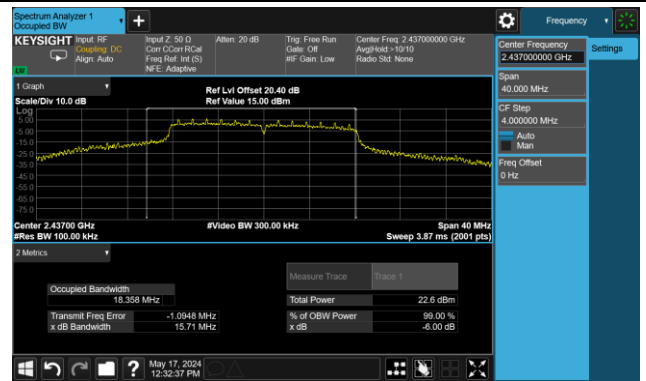 Spectrum Analyzer 1
Occupied BW
Frequency
KEYSIGHT
Input: RF
Coupling: DC
Align: Auto
Input Z: 50 Ω
Corr CCorr RCal
Freq Ref: Int (S)
NFE: Adaptive
Atten: 20 dB
Trig: Free Run
Gate: Off
#IF Gain: Low
Center Freq: 2.437000000 GHz
Avg|Hold:>10/10
Radio Std: None
LW
Center Frequency
2.437000000 GHz
Settings
Span
40.000 MHz
CF Step
4.000000 MHz
Auto
Man
Freq Offset
0 Hz
1 Graph
Scale/Div 10.0 dB
Ref Lvl Offset 20.40 dB
Ref Value 15.00 dBm
Log
5.00
-5.00
-15.0
-25.0
-35.0
-45.0
-55.0
-65.0
-75.0
Center 2.43700 GHz
#Video BW 300.00 kHz
Span 40 MHz
#Res BW 100.00 kHz
Sweep 3.87 ms (2001 pts)
2 Metrics
Measure Trace
Trace 1
Occupied Bandwidth
18.358 MHz
Total Power
22.6 dBm
Transmit Freq Error
-1.0948 MHz
% of OBW Power
99.00 %
x dB Bandwidth
15.71 MHz
x dB
-6.00 dB
?
May 17, 2024
12:32:37 PM